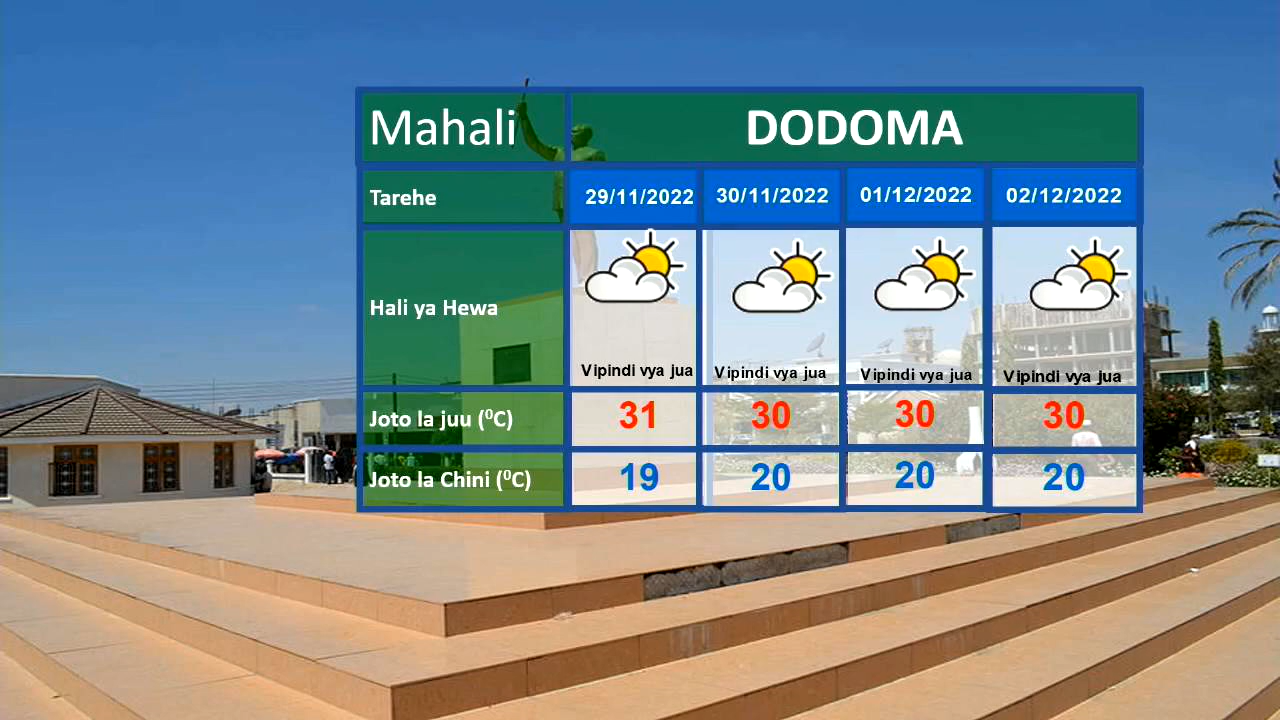 Mahali DODOMA
Tarehe 29/11/2022 30/11/2022 01/12/2022 02/12/2022
Hali ya Hewa Vipindi vya jua Vipindi vya jua Vipindi vya jua Vipindi vya jua
Joto la juu (⁰C) 31 30 30 30
Joto la Chini (⁰C) 19 20 20 20